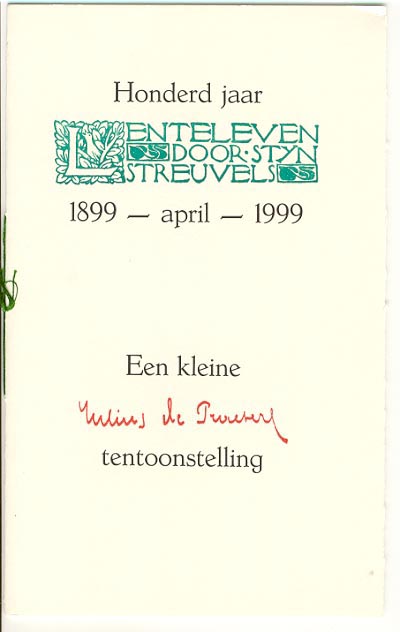 Honderd jaar
LENTELEVEN
DOOR·STYN
STREUVELS
1899 — april — 1999
Een kleine
Julius de Praetere
tentoonstelling